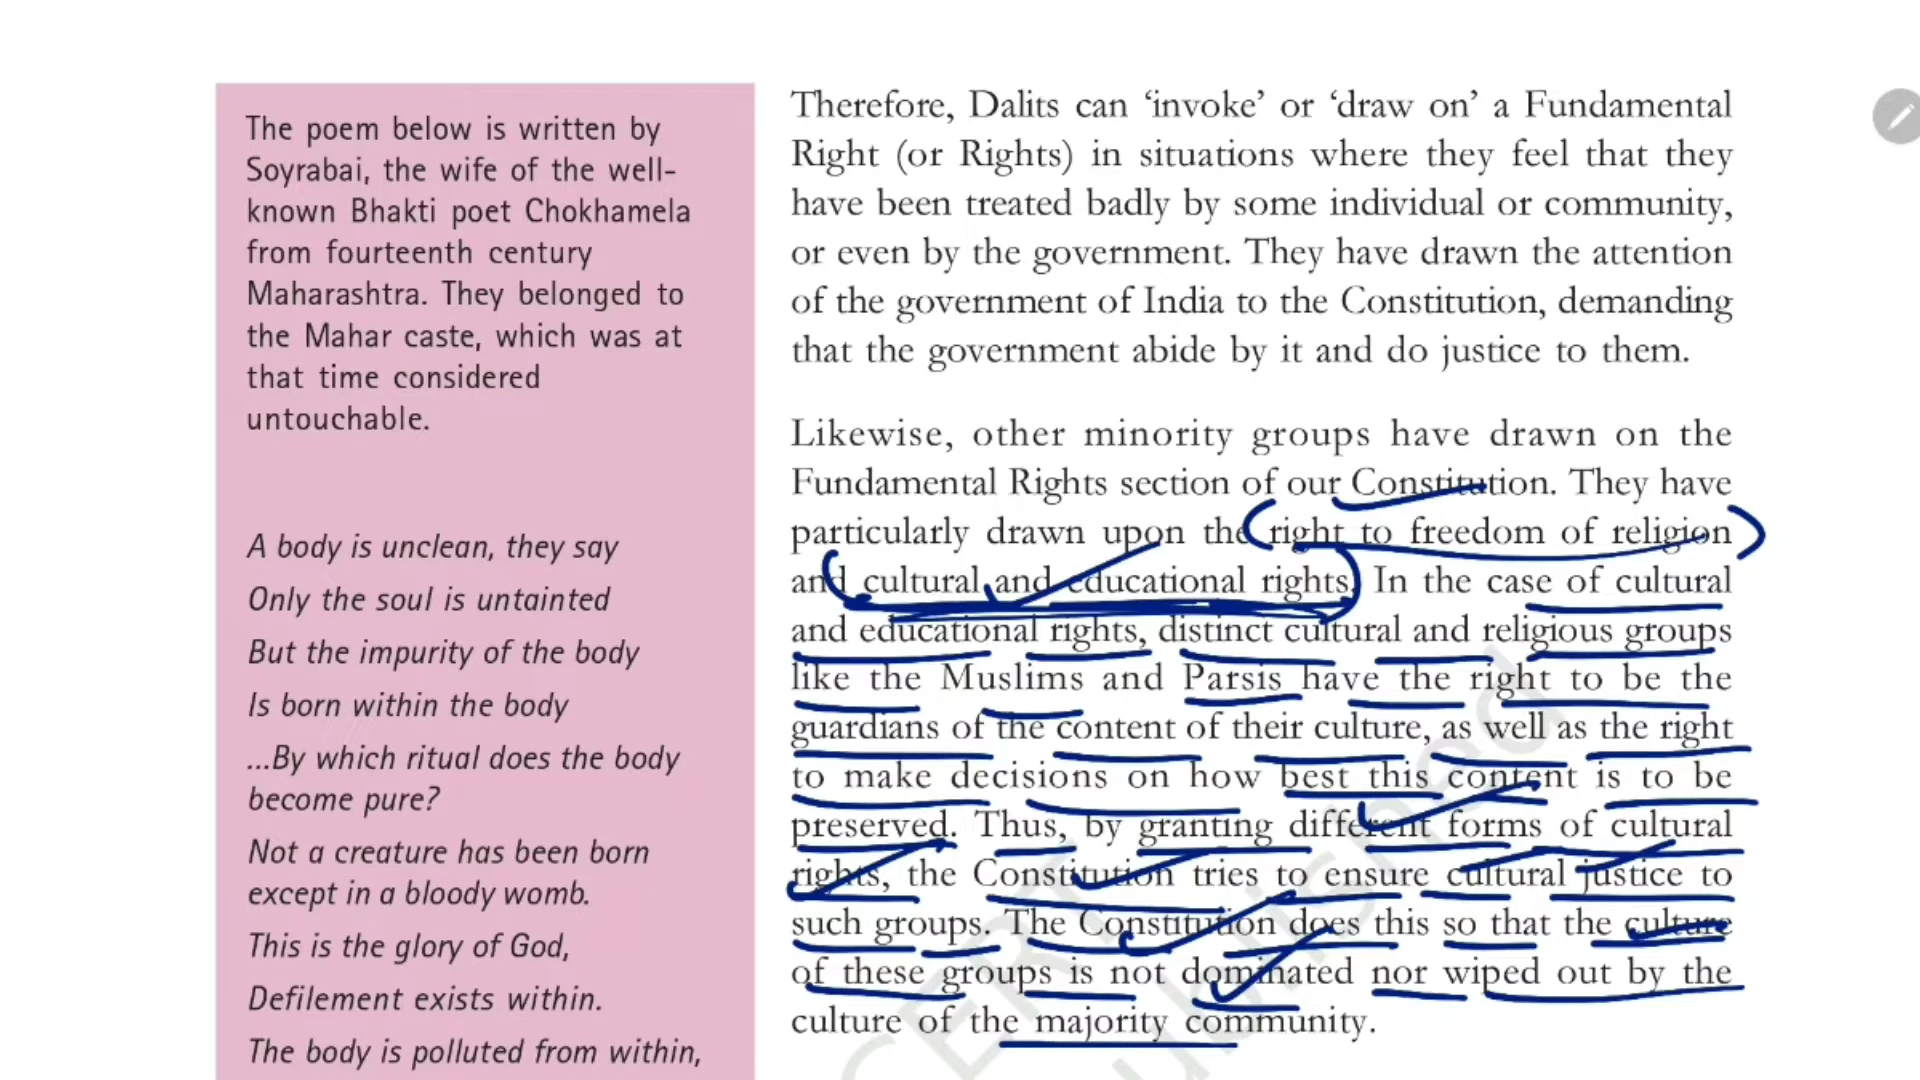 The poem below is written by
Soyrabai, the wife of the well-
known Bhakti poet Chokhamela
from fourteenth century
Maharashtra. They belonged to
the Mahar caste, which was at
that time considered
untouchable.
A body is unclean, they say
Only the soul is untainted
But the impurity of the body
Is born within the body
...By which ritual does the body
become pure?
Not a creature has been born
except in a bloody womb.
This is the glory of God,
Defilement exists within.
The body is polluted from within,
Therefore, Dalits can ‘invoke’ or ‘draw on’ a Fundamental
Right (or Rights) in situations where they feel that they
have been treated badly by some individual or community,
or even by the government. They have drawn the attention
of the government of India to the Constitution, demanding
that the government abide by it and do justice to them.
Likewise, other minority groups have drawn on the
Fundamental Rights section of our Constitution. They have
particularly drawn upon the right to freedom of religion
and cultural and educational rights. In the case of cultural
and educational rights, distinct cultural and religious groups
like the Muslims and Parsis have the right to be the
guardians of the content of their culture, as well as the right
to make decisions on how best this content is to be
preserved. Thus, by granting different forms of cultural
rights, the Constitution tries to ensure cultural justice to
such groups. The Constitution does this so that the culture
of these groups is not dominated nor wiped out by the
culture of the majority community.